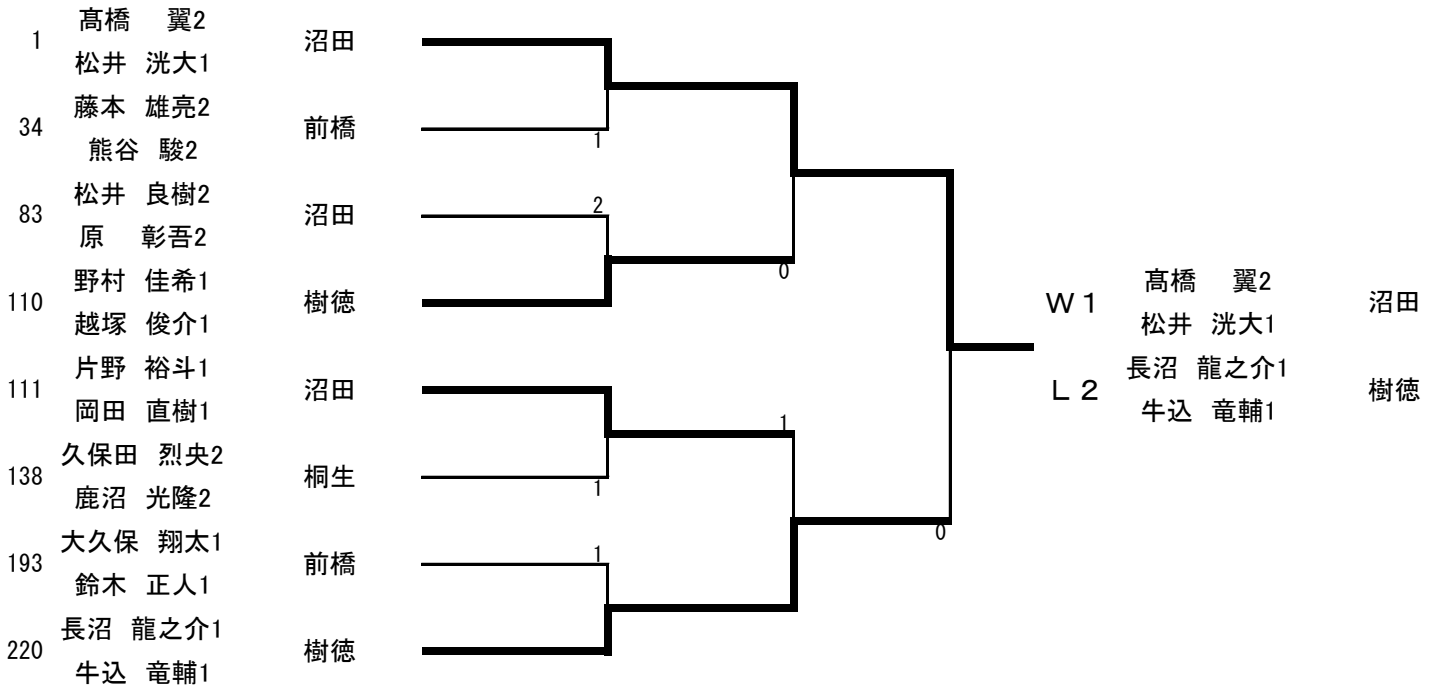 髙橋　翼2
1 沼田
松井 洸大1
藤本 雄亮2
34 前橋
1
熊谷 駿2
松井 良樹2
83 沼田
2
原　彰吾2
野村 佳希1
110 樹徳
0
越塚 俊介1
片野 裕斗1
111 沼田
1
岡田 直樹1
久保田 烈央2
138 桐生
1
鹿沼 光隆2
0
大久保 翔太1
193 前橋
1
鈴木 正人1
長沼 龍之介1
220 樹徳
牛込 竜輔1
髙橋　翼2
W1 沼田
松井 洸大1
長沼 龍之介1
L2 樹徳
牛込 竜輔1